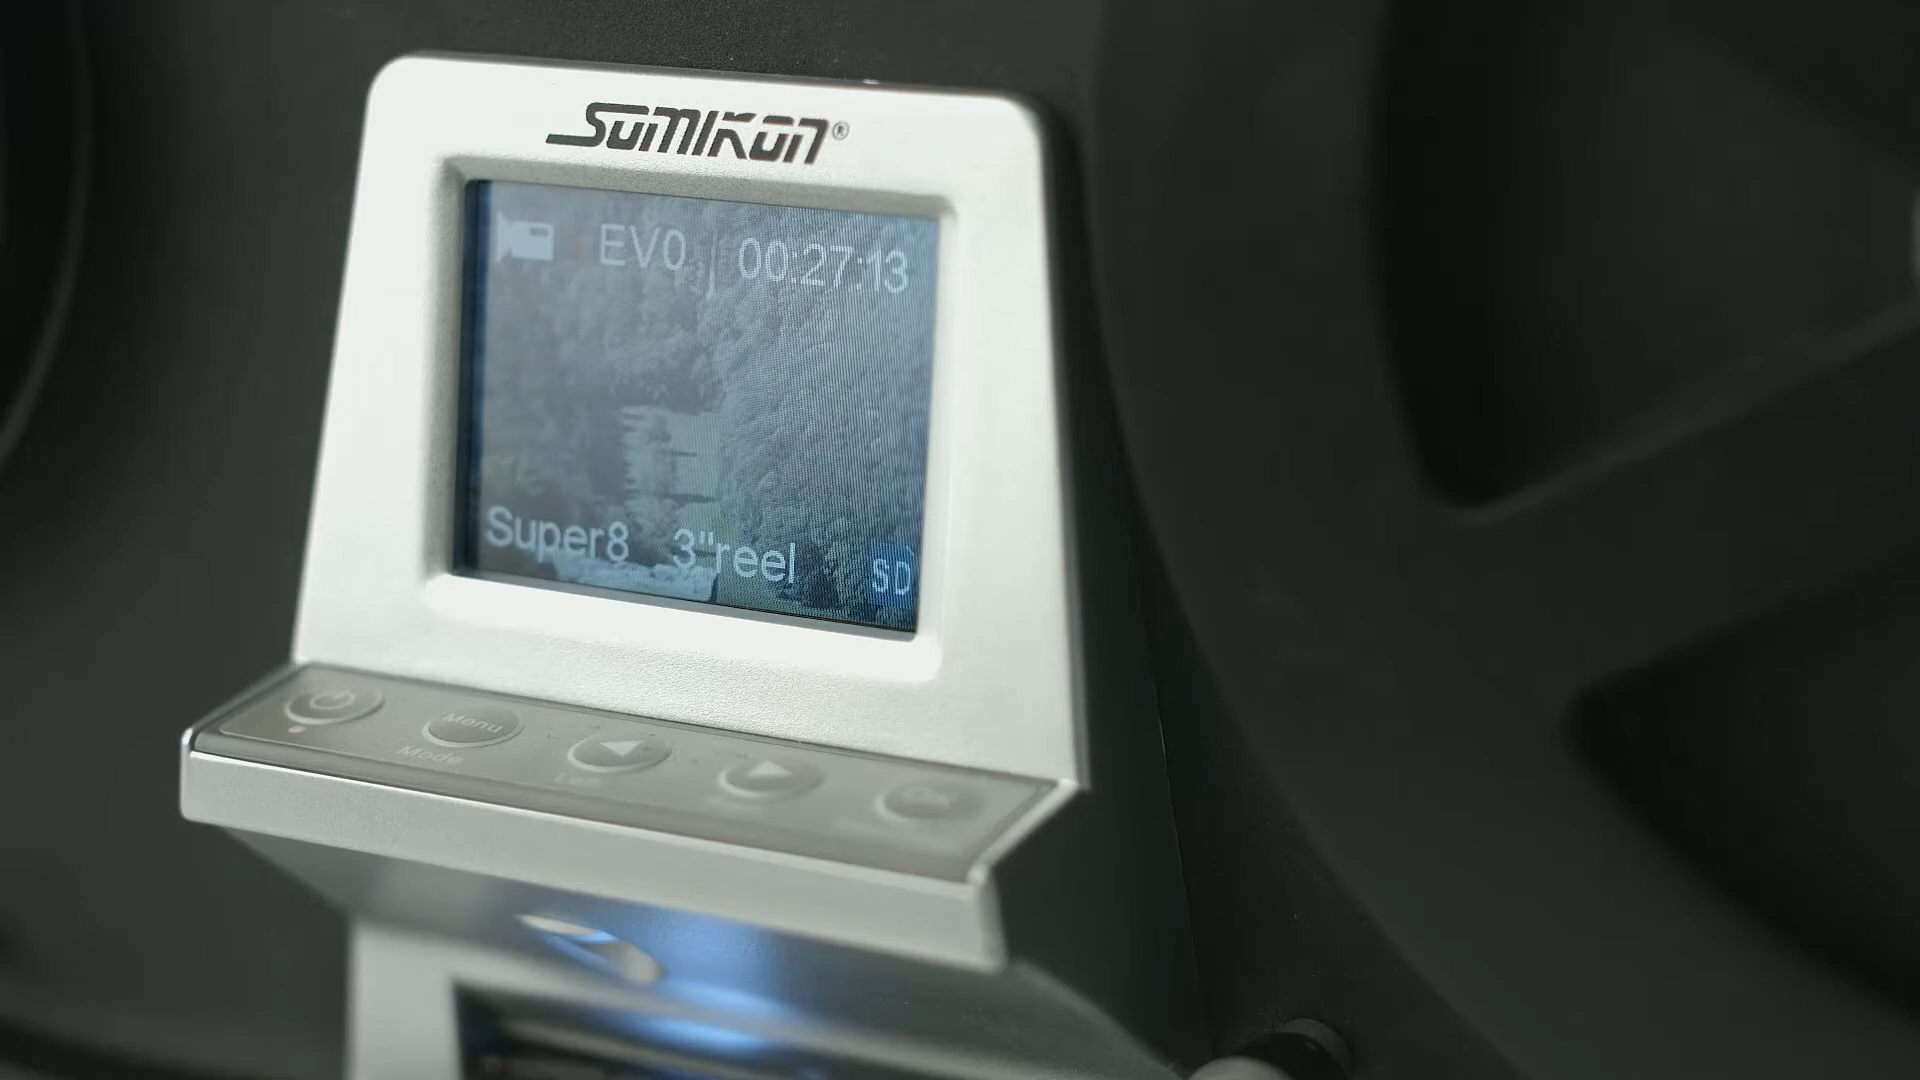 SOMIKON®
EV0 00:27:13
Super8 3"reel SD
Menu
Mode